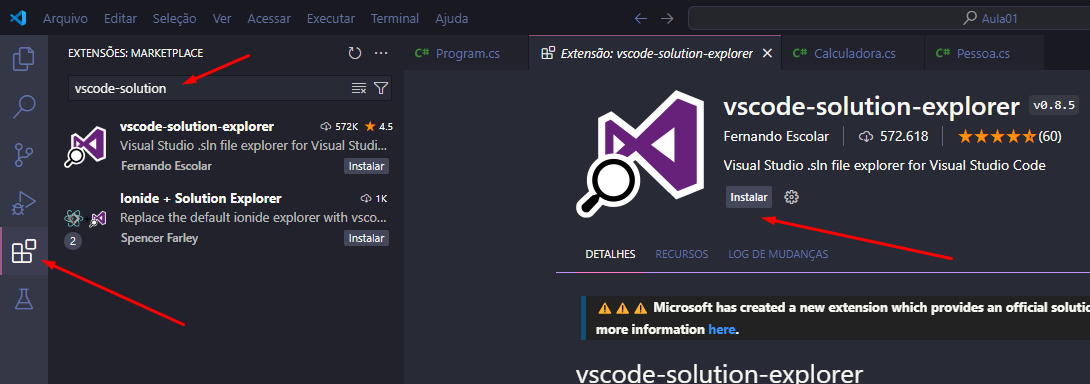 Arquivo Editar Seleção Ver Acessar Executar Terminal Ajuda
Aula01
EXTENSÕES: MARKETPLACE
vscode-solution
vscode-solution-explorer 572K 4.5
Visual Studio .sln file explorer for Visual Studi...
Fernando Escolar Instalar
Ionide + Solution Explorer 1K
Replace the default ionide explorer with vsco...
2
Spencer Farley Instalar
C# Program.cs Extensão: vscode-solution-explorer C# Calculadora.cs C# Pessoa.cs
vscode-solution-explorer v0.8.5
Fernando Escolar 572.618 (60)
Visual Studio .sln file explorer for Visual Studio Code
Instalar
DETALHES RECURSOS LOG DE MUDANÇAS
Microsoft has created a new extension which provides an official soluti
more information here.
vscode-solution-explorer